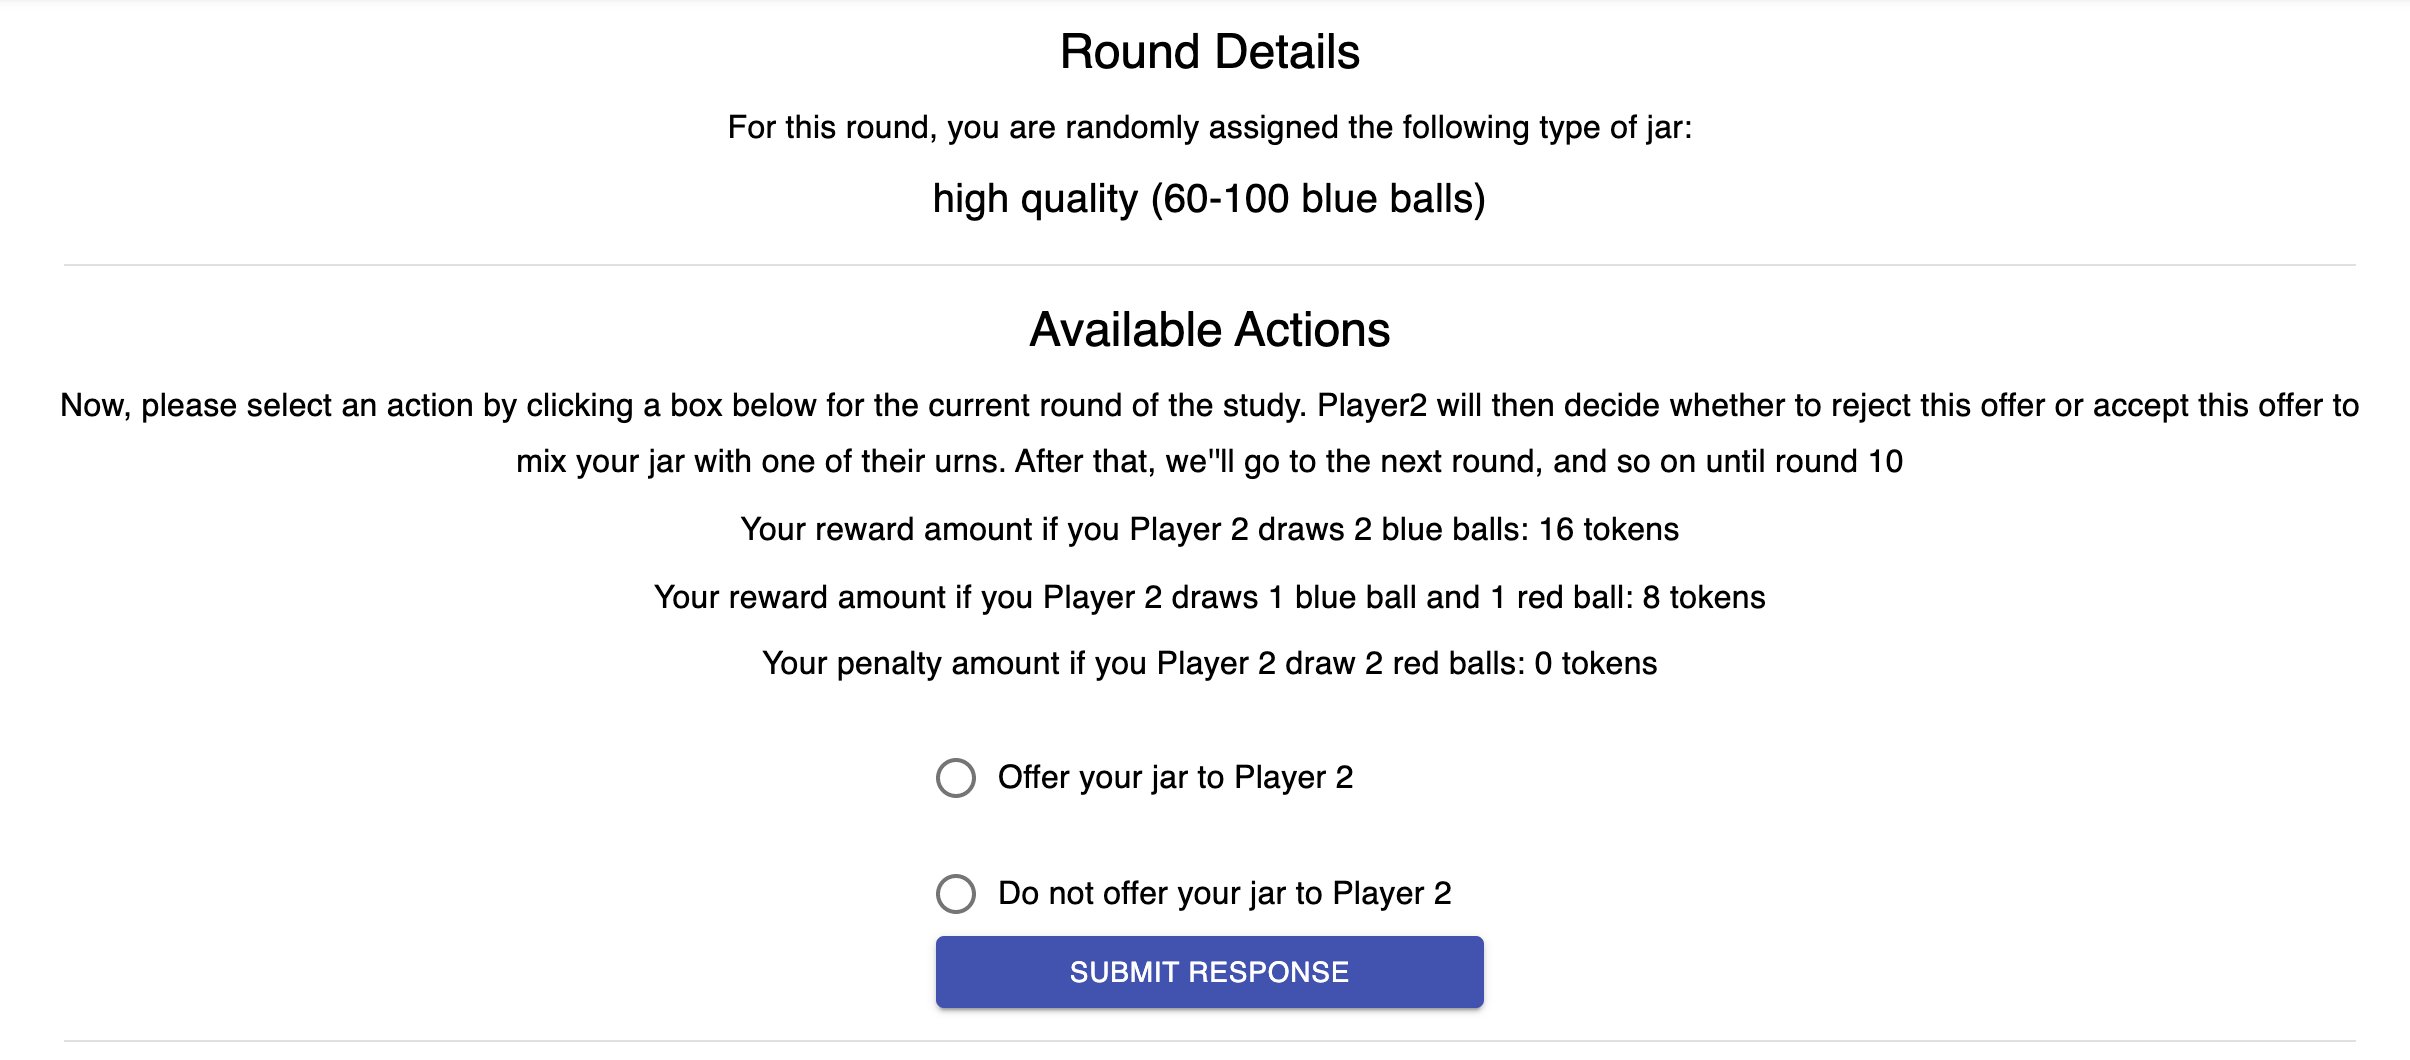 Round Details
For this round, you are randomly assigned the following type of jar:
high quality (60-100 blue balls)
Available Actions
Now, please select an action by clicking a box below for the current round of the study. Player2 will then decide whether to reject this offer or accept this offer to
mix your jar with one of their urns. After that, we"ll go to the next round, and so on until round 10
Your reward amount if you Player 2 draws 2 blue balls: 16 tokens
Your reward amount if you Player 2 draws 1 blue ball and 1 red ball: 8 tokens
Your penalty amount if you Player 2 draw 2 red balls: 0 tokens
Offer your jar to Player 2
Do not offer your jar to Player 2
SUBMIT RESPONSE